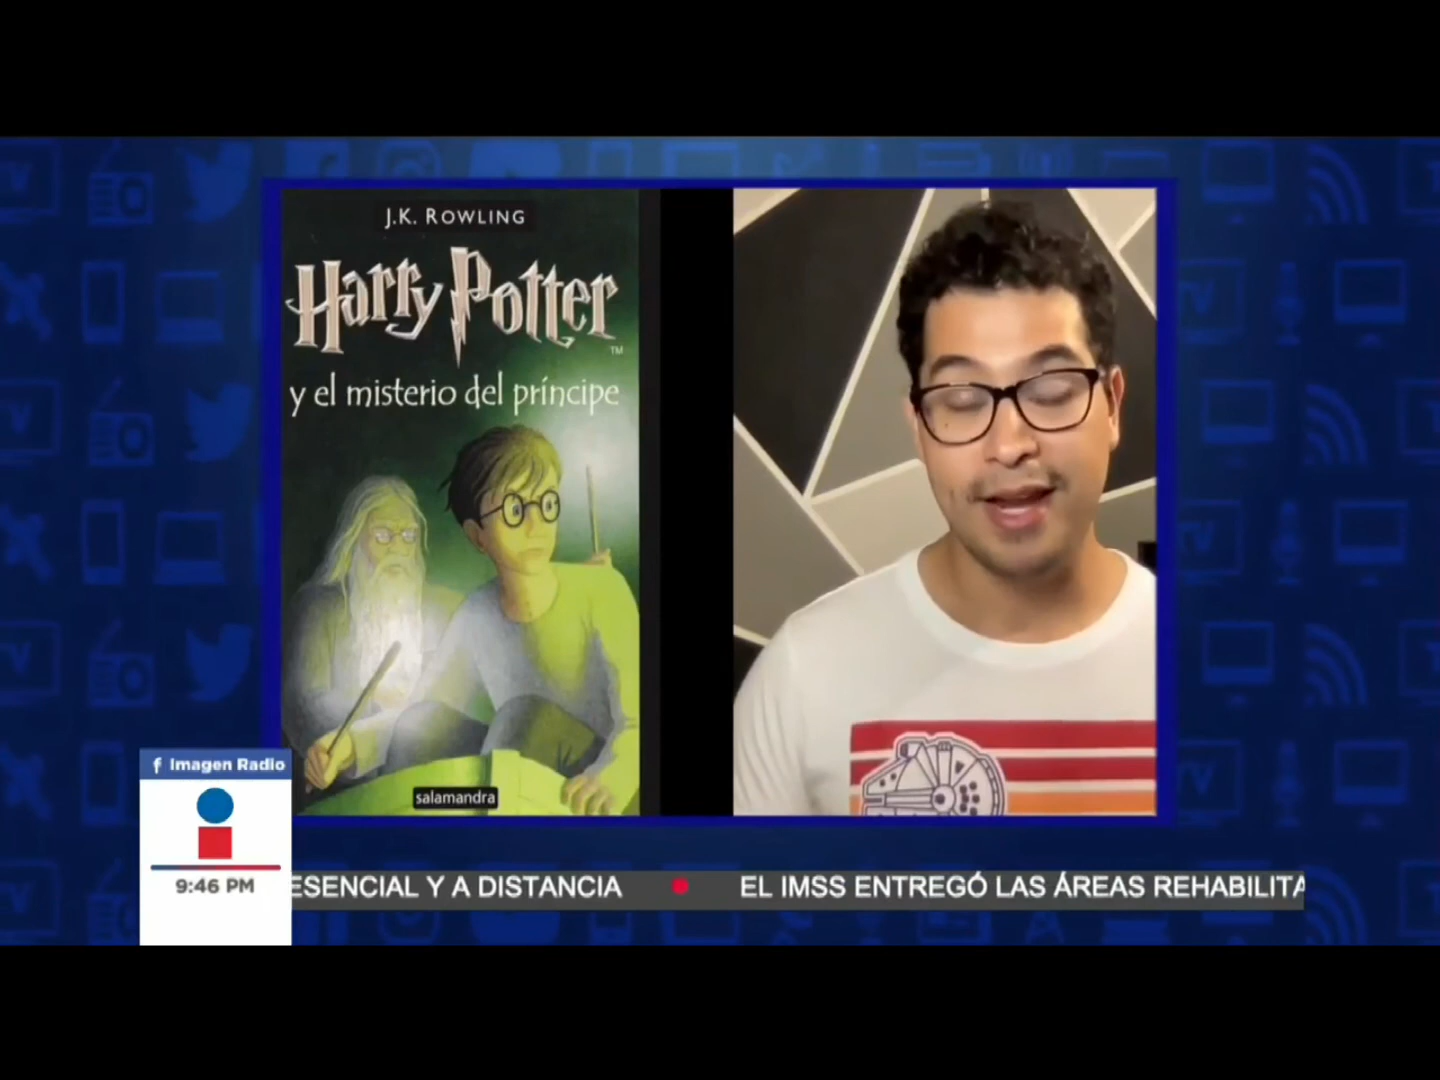 J.K. ROWLING
Harry Potter
TM
y el misterio del príncipe
salamandra
f Imagen Radio
9:46 PM
ESENCIAL Y A DISTANCIA
EL IMSS ENTREGÓ LAS ÁREAS REHABILITA